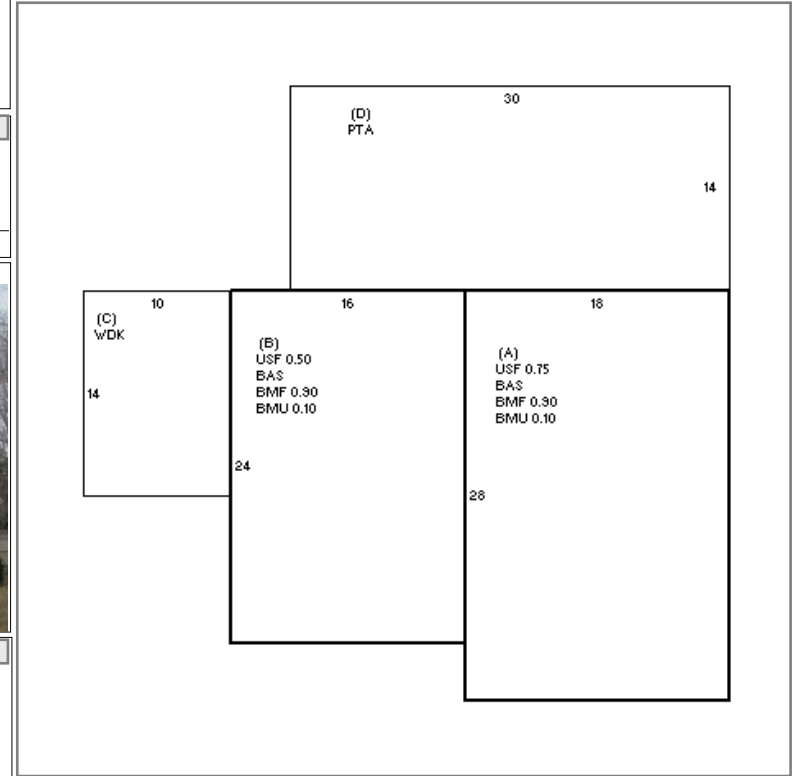 30
(D)
PTA
14
10
16
18
(C)
WDK
(B)
USF 0.50
BAS
BMF 0.90
BMU 0.10
(A)
USF 0.75
BAS
BMF 0.90
BMU 0.10
14
24
28